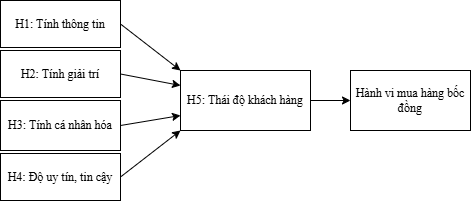 H1: Tính thông tin
H2: Tính giải trí
H3: Tính cá nhân hóa
H4: Độ uy tín, tin cậy
H5: Thái độ khách hàng
Hành vi mua hàng bốc
đồng